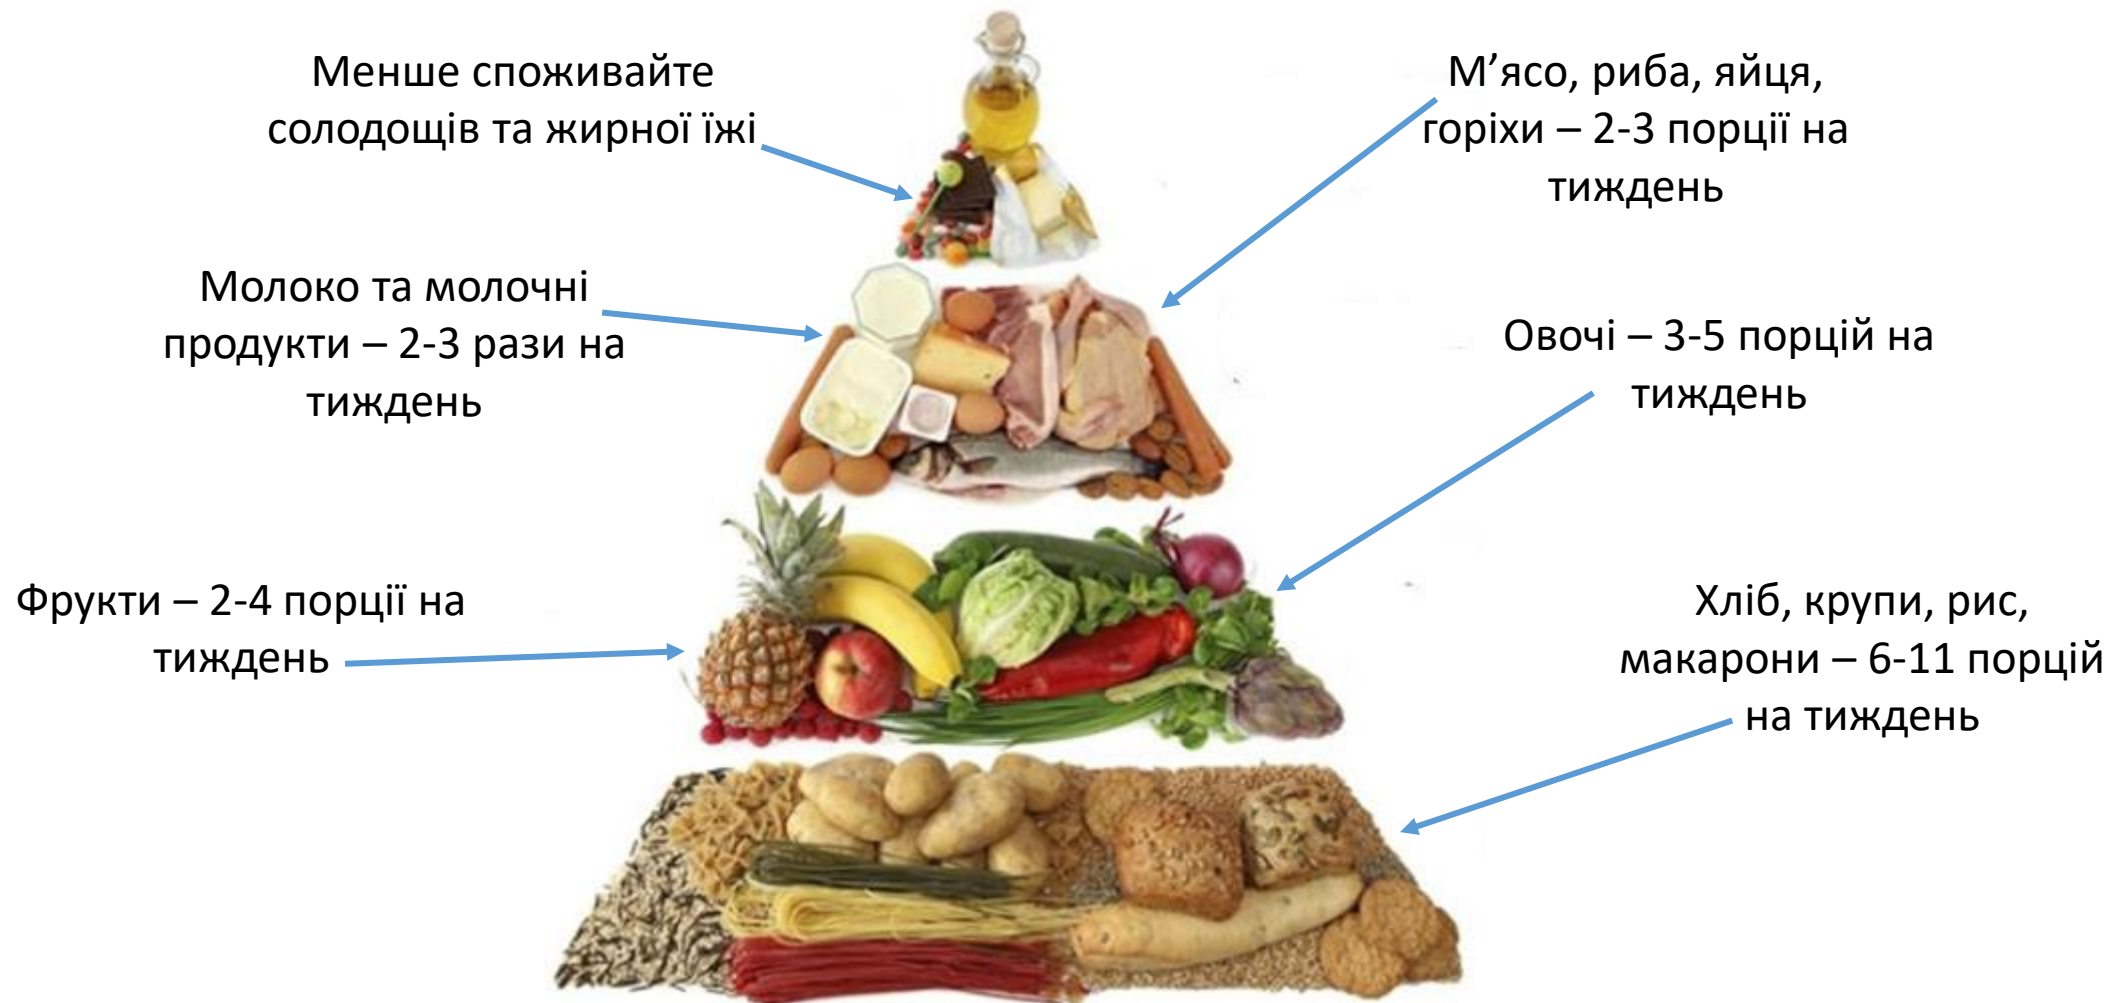 Менше споживайте
солодощів та жирної їжі
М’ясо, риба, яйця,
горіхи – 2-3 порції на
тиждень
Молоко та молочні
продукти – 2-3 рази на
тиждень
Овочі – 3-5 порцій на
тиждень
Фрукти – 2-4 порції на
тиждень
Хліб, крупи, рис,
макарони – 6-11 порцій
на тиждень